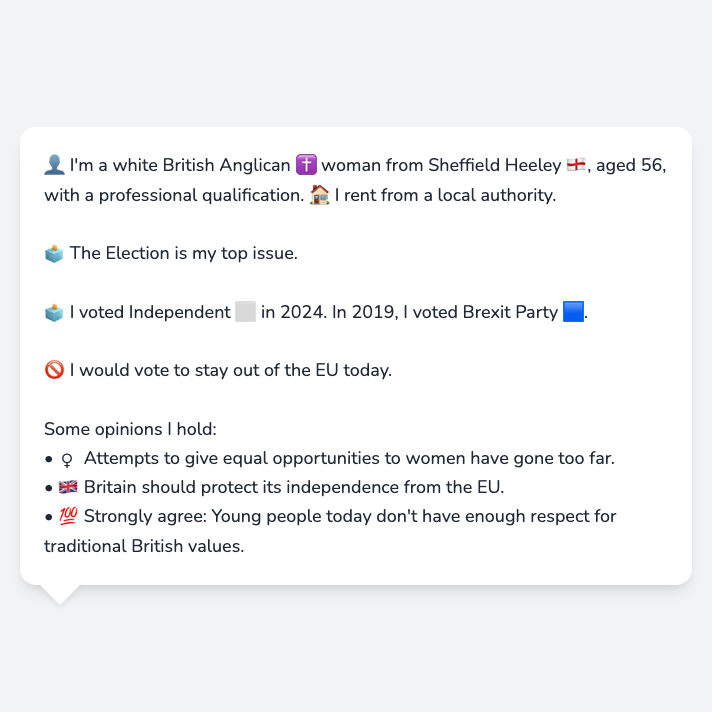 👤 I'm a white British Anglican ✝️ woman from Sheffield Heeley 🏴󠁧󠁢󠁥󠁮󠁧󠁿, aged 56,
with a professional qualification. 🏠 I rent from a local authority.
🗳️ The Election is my top issue.
🗳️ I voted Independent ⬜ in 2024. In 2019, I voted Brexit Party 🟦.
🚫 I would vote to stay out of the EU today.
Some opinions I hold:
• ♀ Attempts to give equal opportunities to women have gone too far.
• 🇬🇧 Britain should protect its independence from the EU.
• 💯 Strongly agree: Young people today don't have enough respect for
traditional British values.